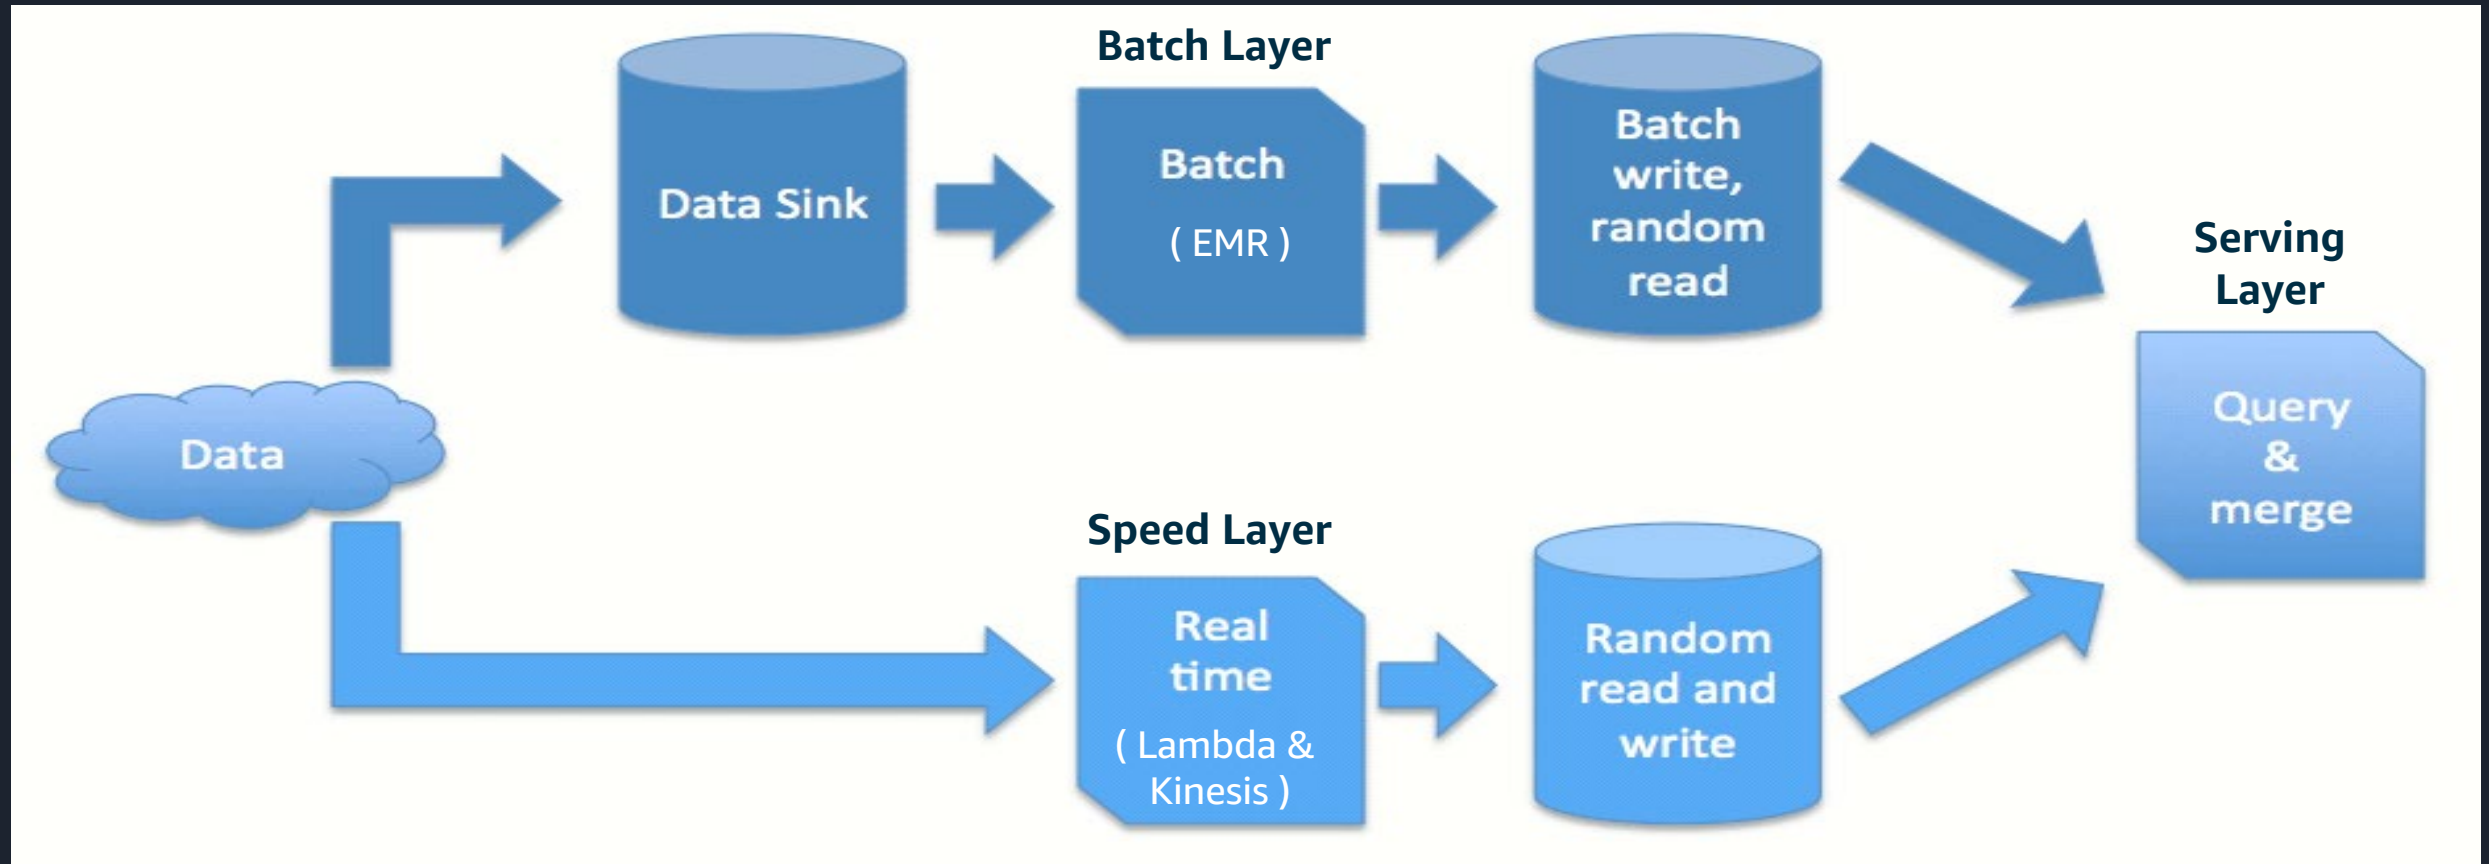 Batch Layer
Data Sink
Batch
( EMR )
Batch
write,
random
read
Serving
Layer
Query
&
merge
Data
Speed Layer
Real
time
( Lambda &
Kinesis )
Random
read and
write